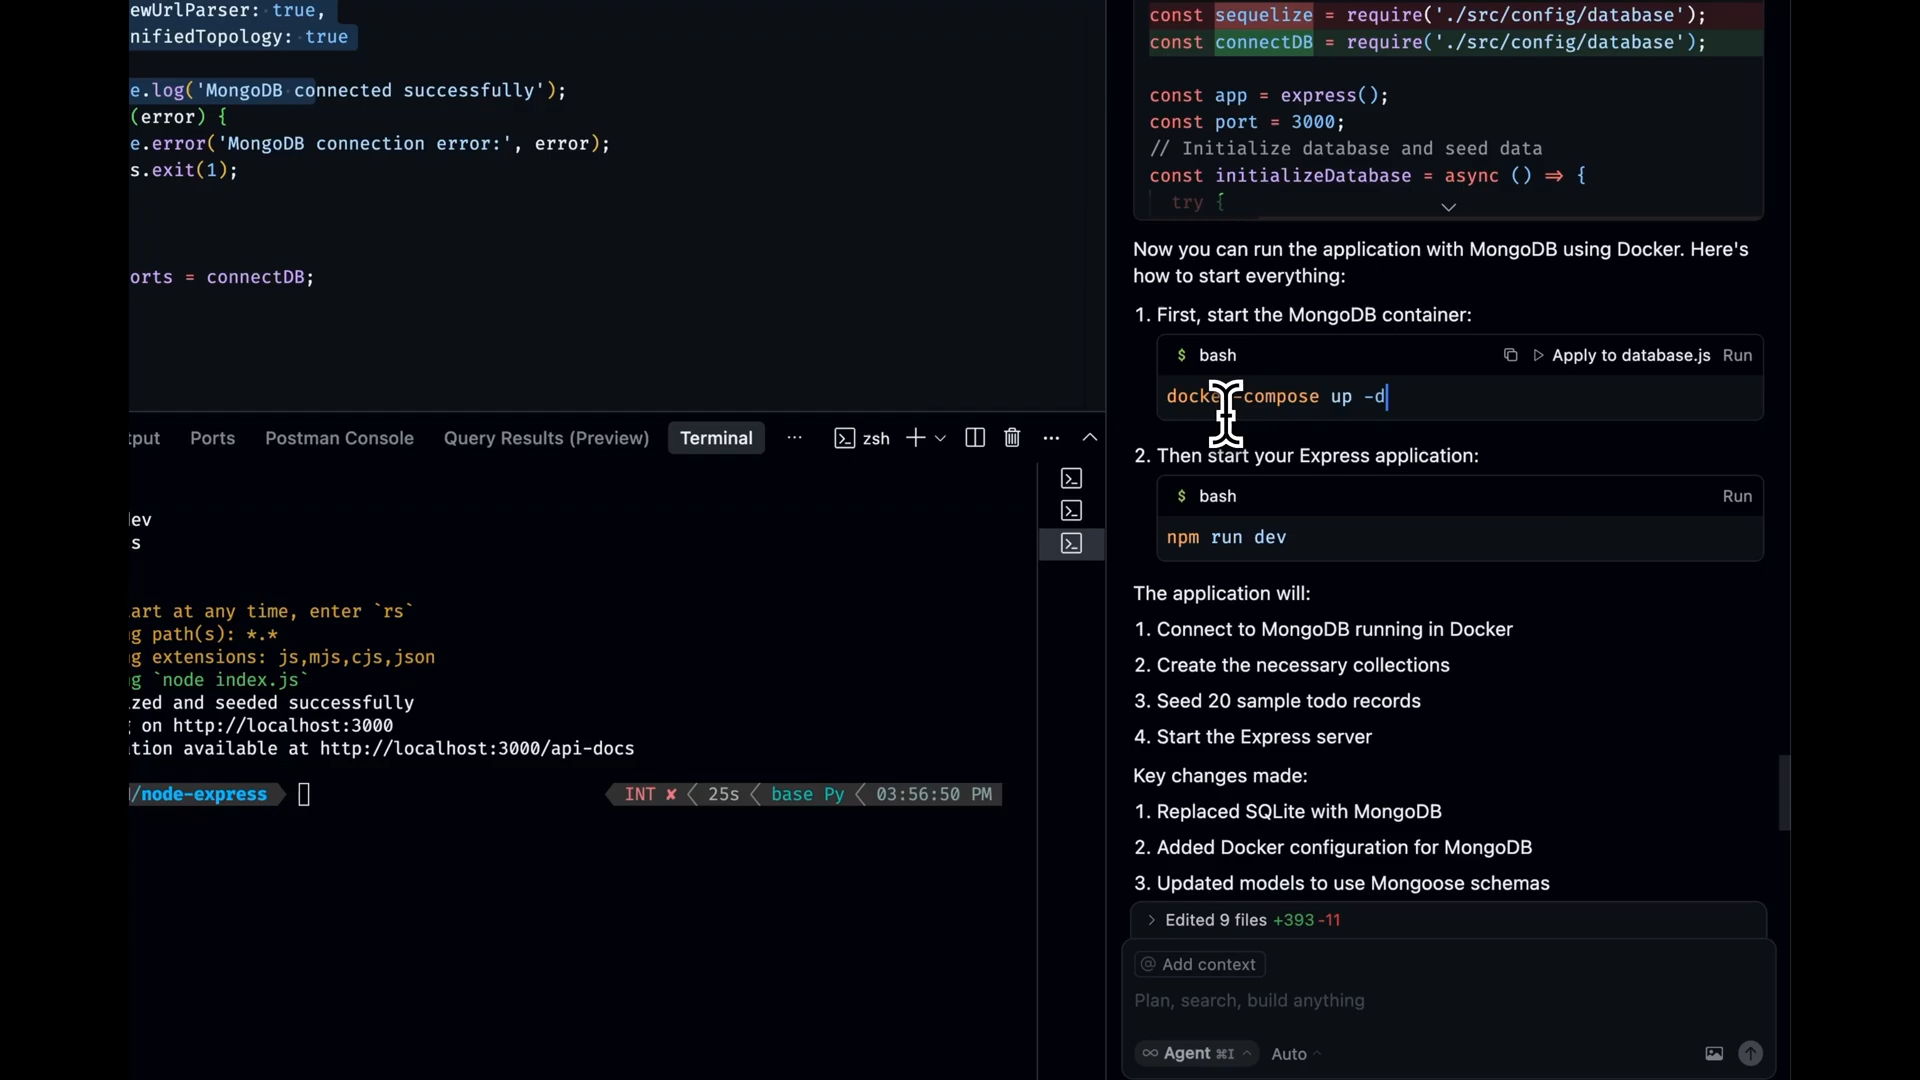 ewUrlParser: true,
nifiedTopology: true
e.log('MongoDB connected successfully');
(error) {
e.error('MongoDB connection error:', error);
s.exit(1);
orts = connectDB;
tput Ports Postman Console Query Results (Preview) Terminal ... zsh
lev
s
art at any time, enter `rs`
g path(s): *.*
g extensions: js,mjs,cjs,json
g `node index.js`
zed and seeded successfully
on http://localhost:3000
tion available at http://localhost:3000/api-docs
/node-express INT ✘ 25s base Py 03:56:50 PM
const sequelize = require('./src/config/database');
const connectDB = require('./src/config/database');
const app = express();
const port = 3000;
// Initialize database and seed data
const initializeDatabase = async () => {
try {
Now you can run the application with MongoDB using Docker. Here's
how to start everything:
1. First, start the MongoDB container:
$ bash Apply to database.js Run
docker-compose up -d
2. Then start your Express application:
$ bash Run
npm run dev
The application will:
1. Connect to MongoDB running in Docker
2. Create the necessary collections
3. Seed 20 sample todo records
4. Start the Express server
Key changes made:
1. Replaced SQLite with MongoDB
2. Added Docker configuration for MongoDB
3. Updated models to use Mongoose schemas
Edited 9 files +393 -11
@ Add context
Plan, search, build anything
∞ Agent ⌘I Auto